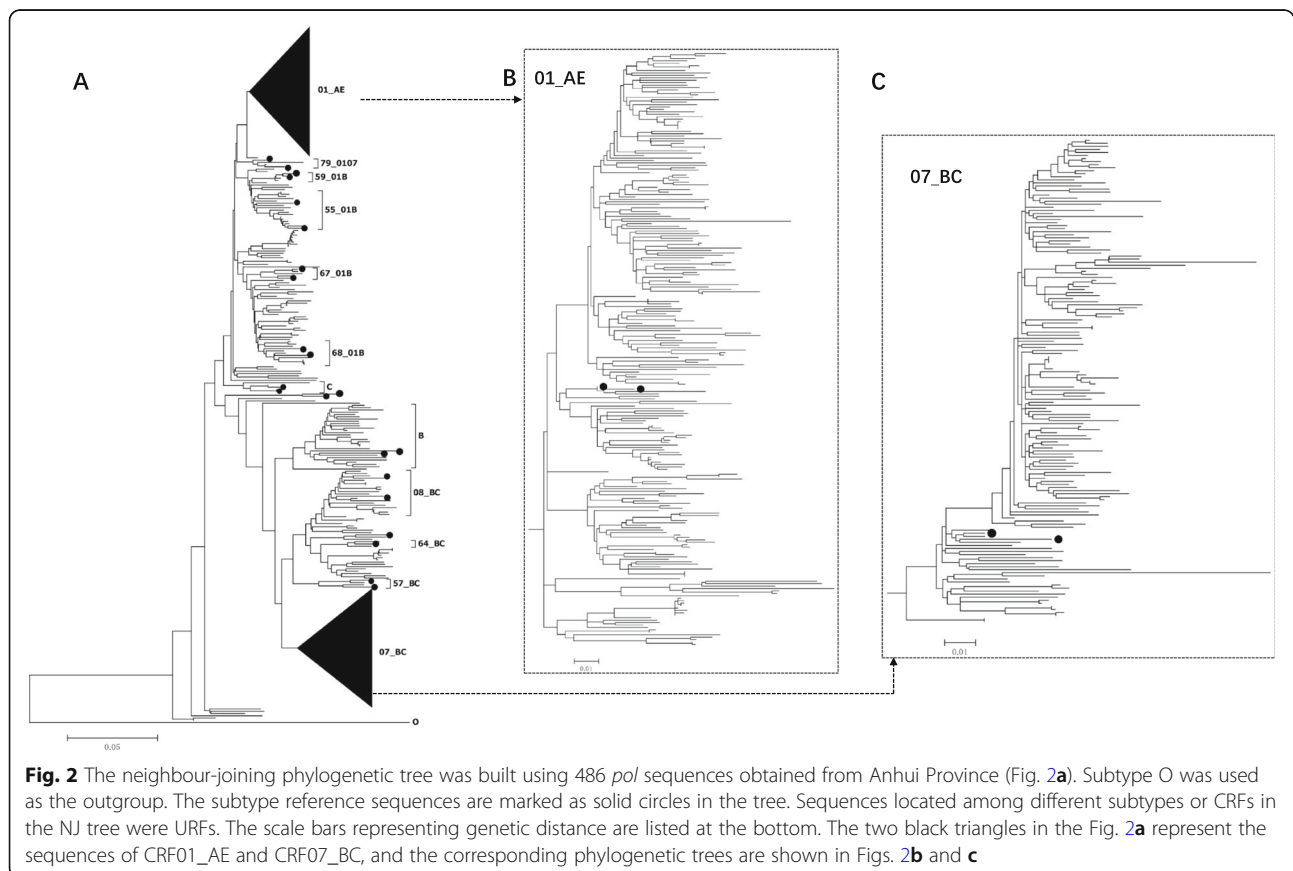 A
B
C
01_AE
01_AE
07_BC
79_0107
59_01B
55_01B
67_01B
68_01B
C
B
08_BC
64_BC
57_BC
07_BC
O
0.05
0.01
0.01
Fig. 2 The neighbour-joining phylogenetic tree was built using 486 pol sequences obtained from Anhui Province (Fig. 2a). Subtype O was used
as the outgroup. The subtype reference sequences are marked as solid circles in the tree. Sequences located among different subtypes or CRFs in
the NJ tree were URFs. The scale bars representing genetic distance are listed at the bottom. The two black triangles in the Fig. 2a represent the
sequences of CRF01_AE and CRF07_BC, and the corresponding phylogenetic trees are shown in Figs. 2b and c